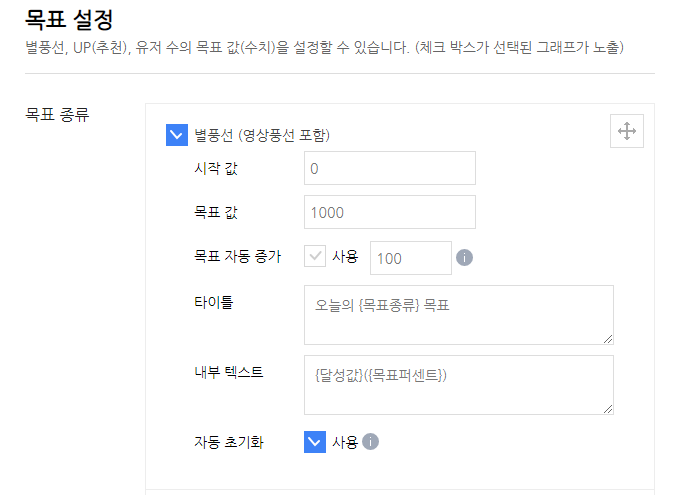 목표 설정
별풍선, UP(추천), 유저 수의 목표 값(수치)을 설정할 수 있습니다. (체크 박스가 선택된 그래프가 노출)
목표 종류
별풍선 (영상풍선 포함)
시작 값 0
목표 값 1000
목표 자동 증가 사용 100
타이틀 오늘의 {목표종류} 목표
내부 텍스트 {달성값}({목표퍼센트})
자동 초기화 사용